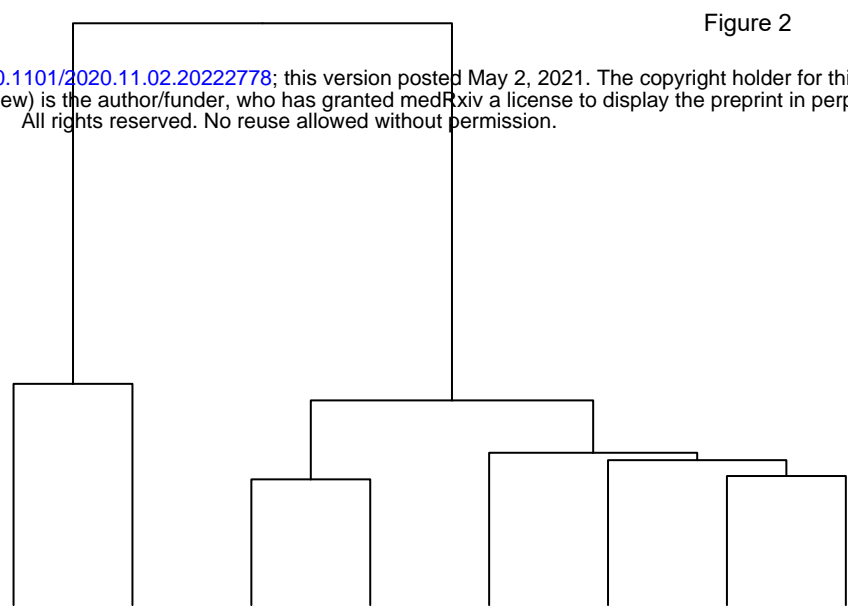 Figure 2
0.1101/2020.11.02.20222778; this version posted May 2, 2021. The copyright holder for thi
ew) is the author/funder, who has granted medRxiv a license to display the preprint in perp
All rights reserved. No reuse allowed without permission.